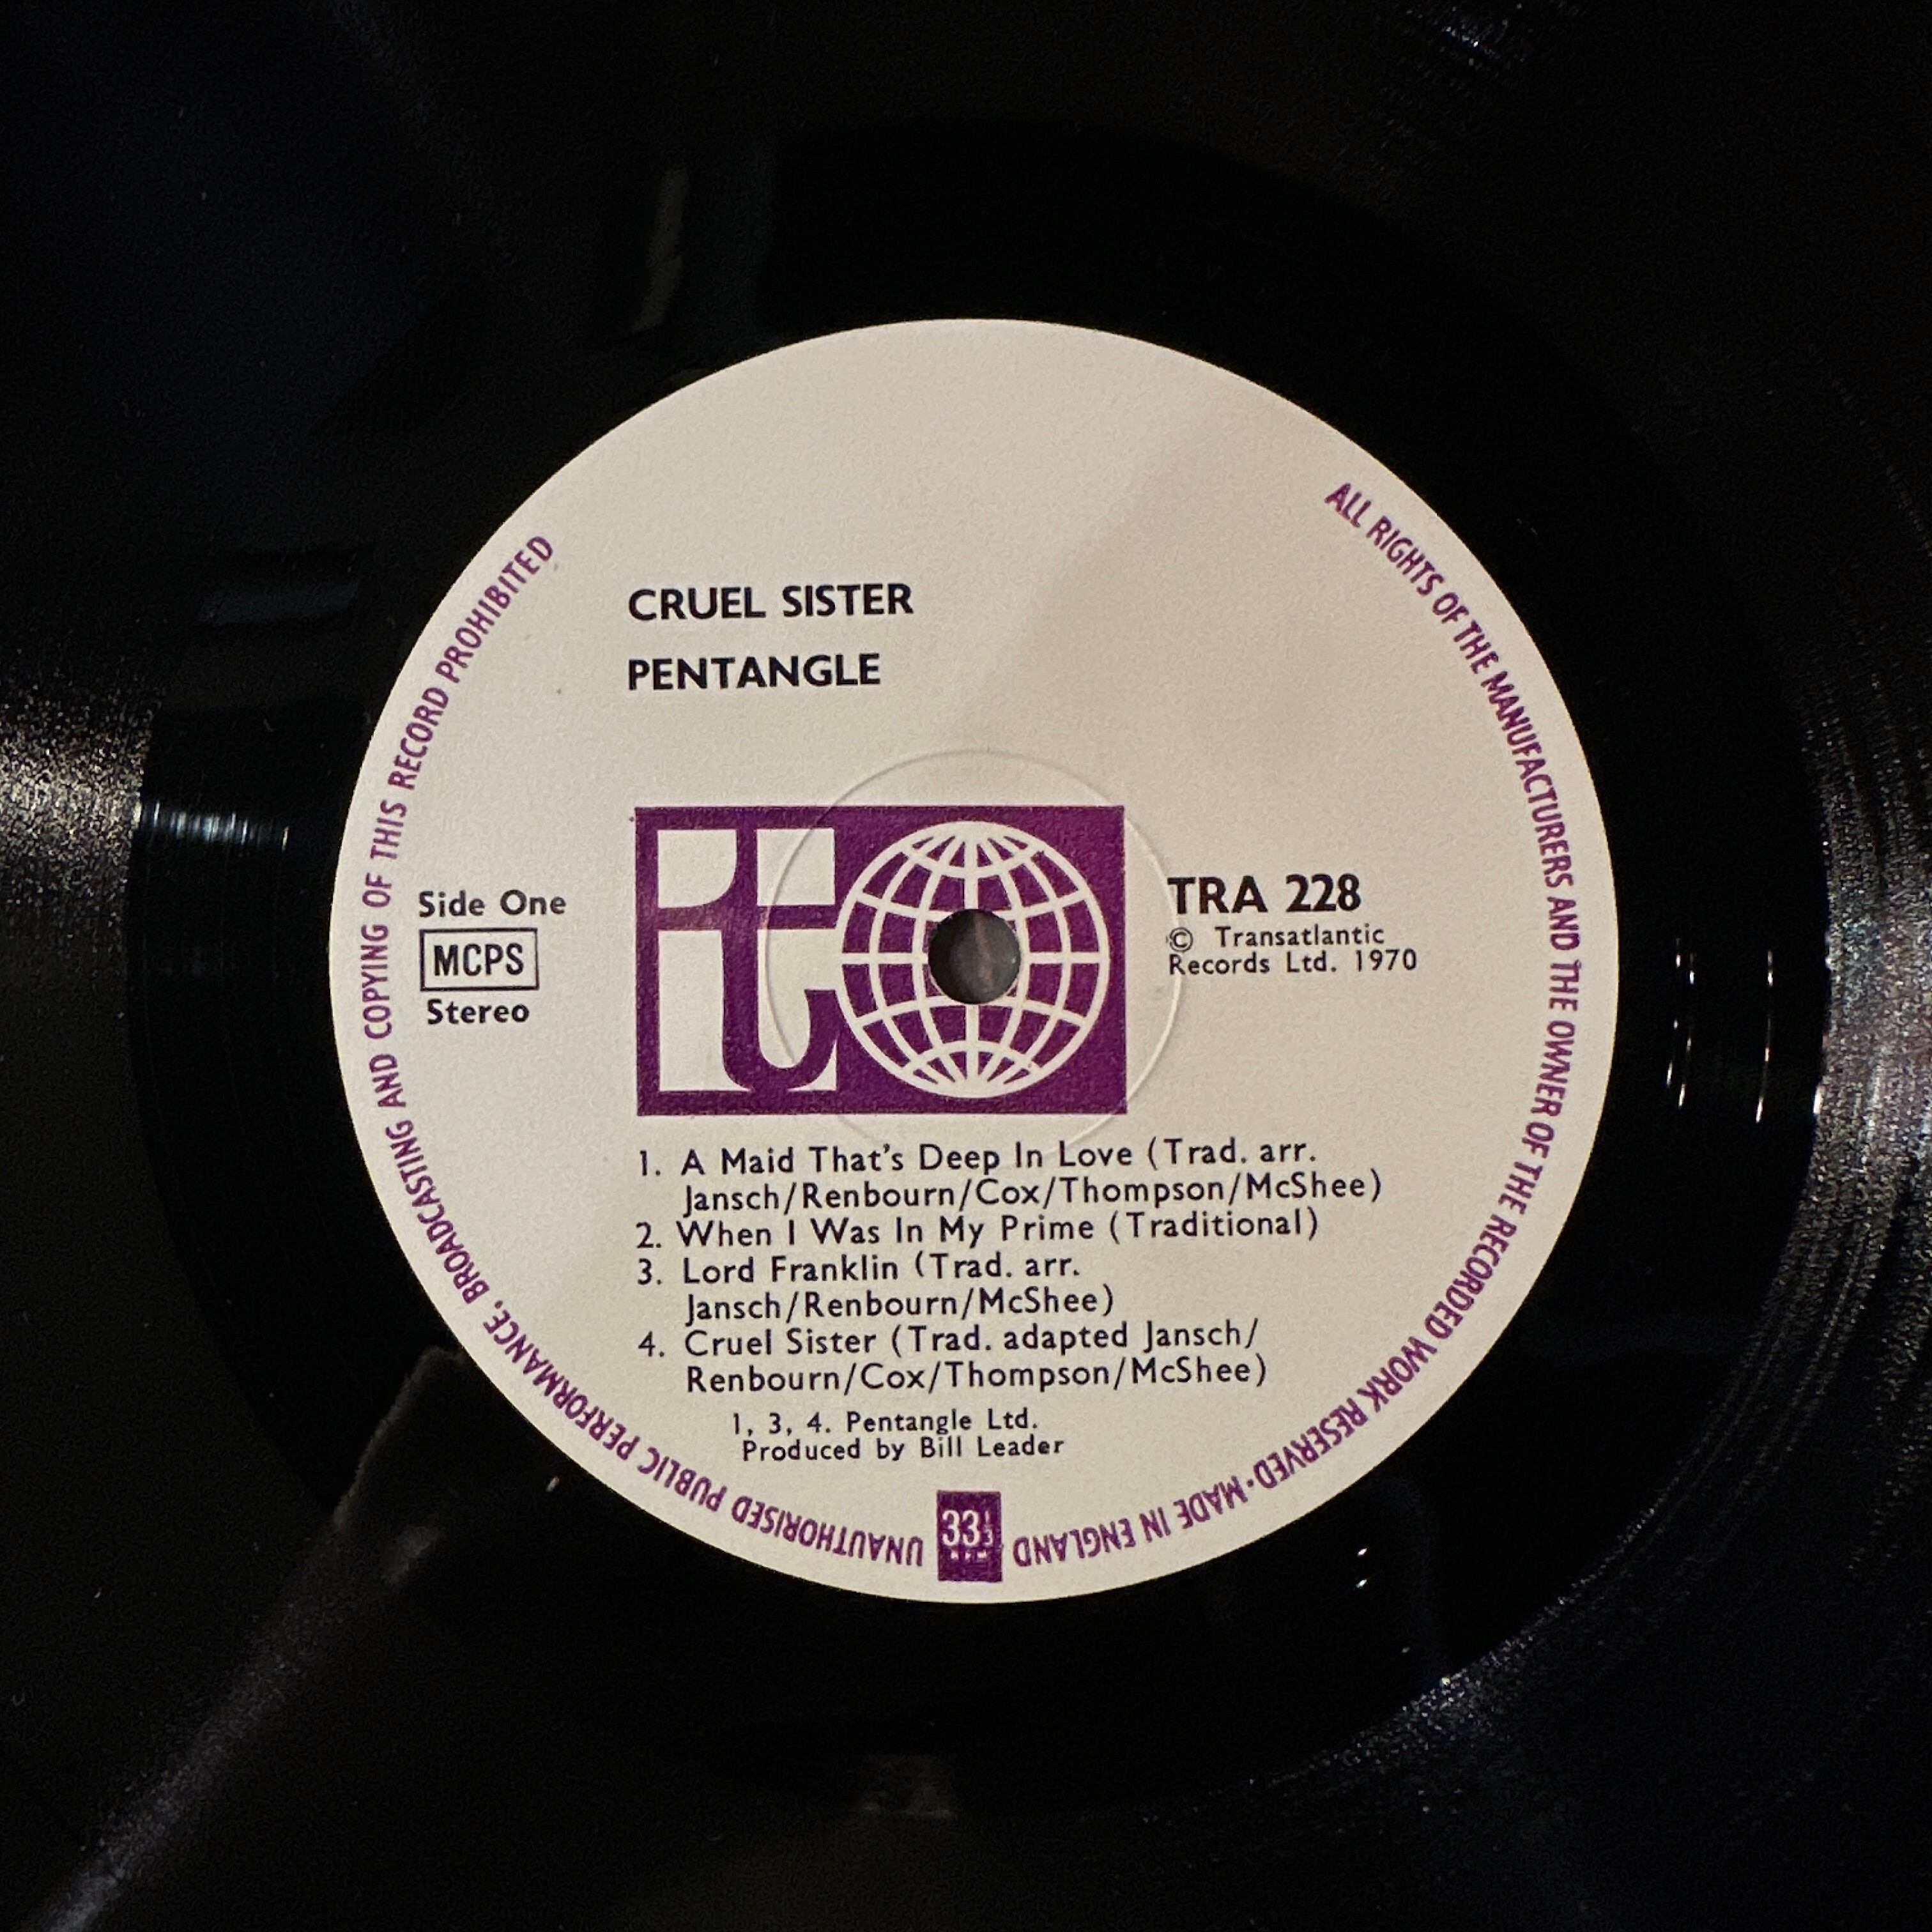 CRUEL SISTER
PENTANGLE
Side One
MCPS
Stereo
t
TRA 228
© Transatlantic
Records Ltd. 1970
1. A Maid That's Deep In Love (Trad. arr.
Jansch/Renbourn/Cox/Thompson/McShee)
2. When I Was In My Prime (Traditional)
3. Lord Franklin (Trad. arr.
Jansch/Renbourn/McShee)
4. Cruel Sister (Trad. adapted Jansch/
Renbourn/Cox/Thompson/McShee)
1, 3, 4. Pentangle Ltd.
Produced by Bill Leader
33⅓
ALL RIGHTS OF THE MANUFACTURERS AND THE OWNER OF THE RECORDED WORK RESERVED·MADE IN ENGLAND
UNAUTHORISED PUBLIC PERFORMANCE, BROADCASTING AND COPYING OF THIS RECORD PROHIBITED